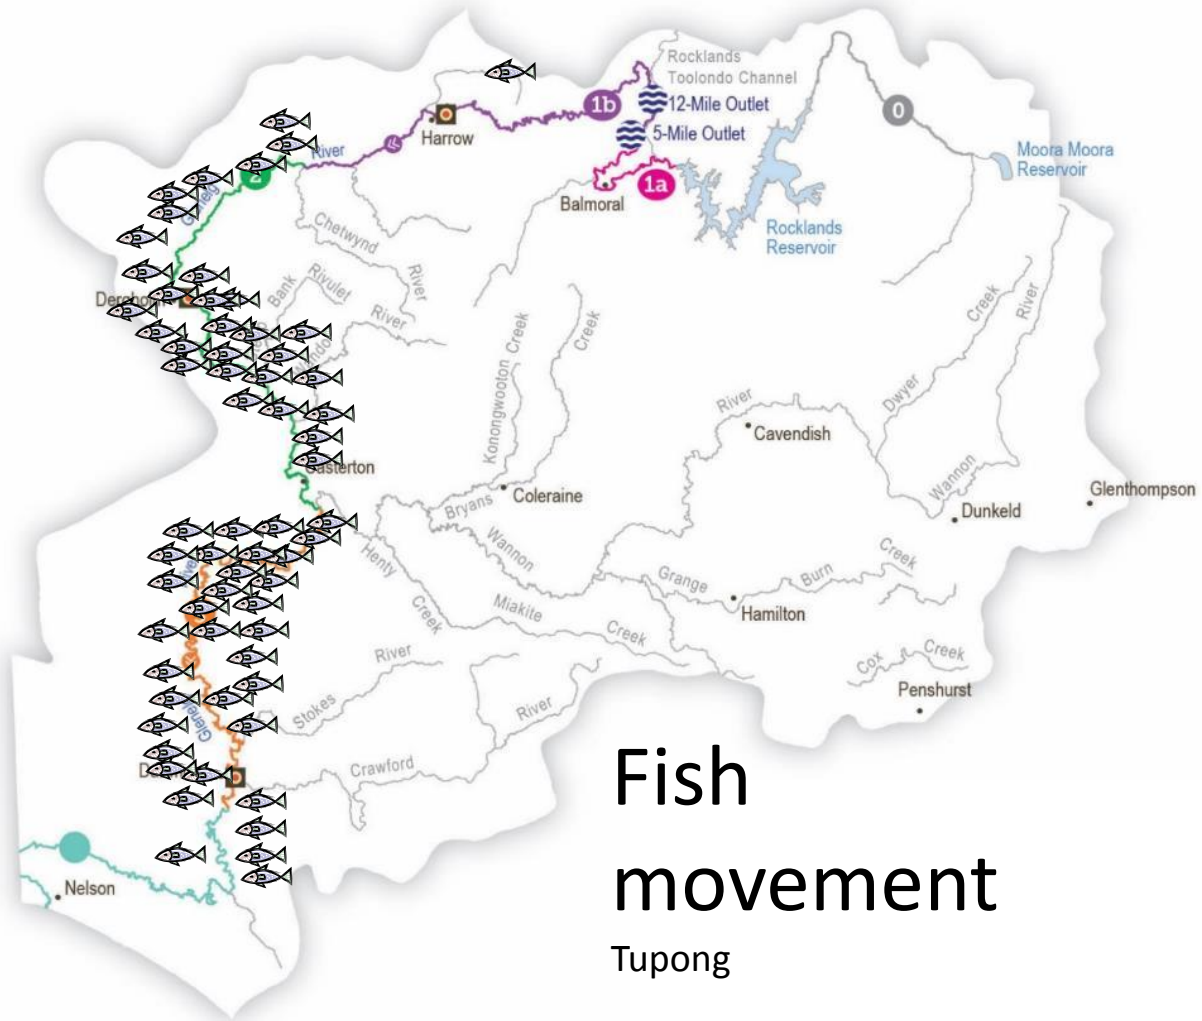 Rocklands
Toolondo Channel
12-Mile Outlet
1b
0
Harrow
5-Mile Outlet
River
Moora Moora
Reservoir
1a
Balmoral
Chetwynd
River
Rocklands
Reservoir
Bank
Rivulet
River
Creek
Creek
Creek
River
Konongwootton
Dwyer
River
Cavendish
Casterton
Coleraine
Bryans
Wannon
Glenthompson
Dunkeld
Wannon
Henty
Creek
Grange
Burn
Creek
Hamilton
Miakite
Creek
Cox
Creek
Penshurst
River
Stokes
River
Crawford
Nelson
Fish
movement
Tupong